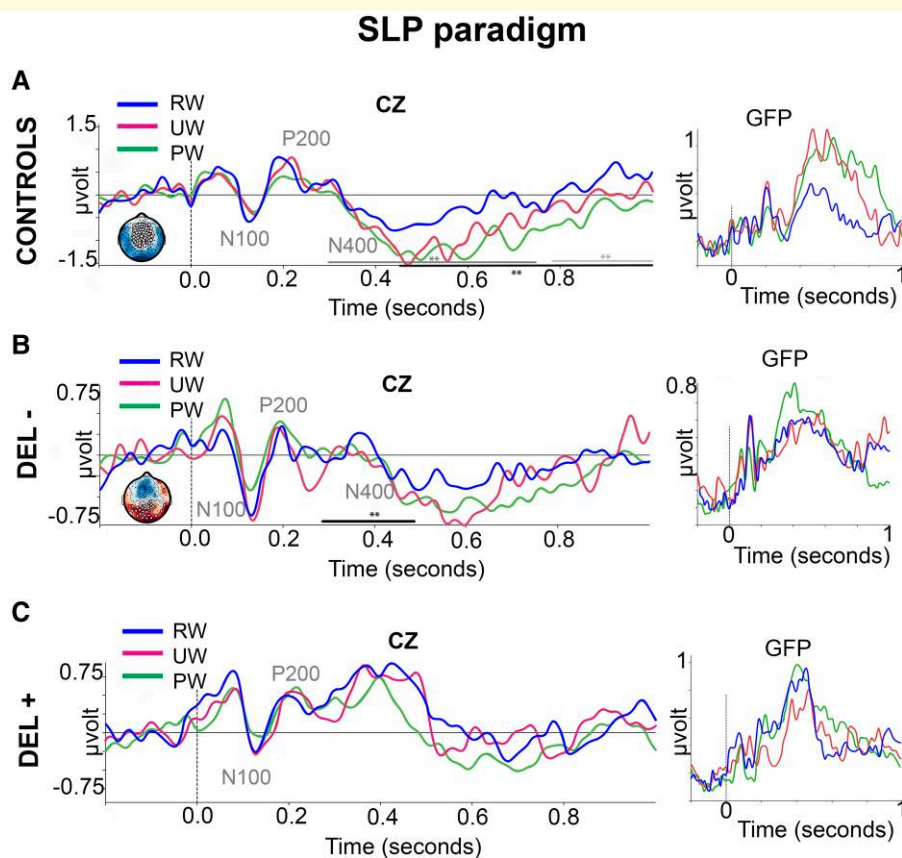 SLP paradigm
A
CONTROLS
RW
UW
PW
CZ
P200
N100
N400
1.5
µvolt
-1.5
**
**
**
0.0 0.2 0.4 0.6 0.8
Time (seconds)
GFP
1
µvolt
0 1
Time (seconds)
B
DEL -
RW
UW
PW
CZ
P200
N100
N400
0.75
µvolt
-0.75
**
0.0 0.2 0.4 0.6 0.8
Time (seconds)
GFP
0.8
µvolt
0 1
Time (seconds)
C
DEL +
RW
UW
PW
CZ
P200
N100
0.75
µvolt
-0.75
0.0 0.2 0.4 0.6 0.8
Time (seconds)
GFP
1
µvolt
0 1
Time (seconds)